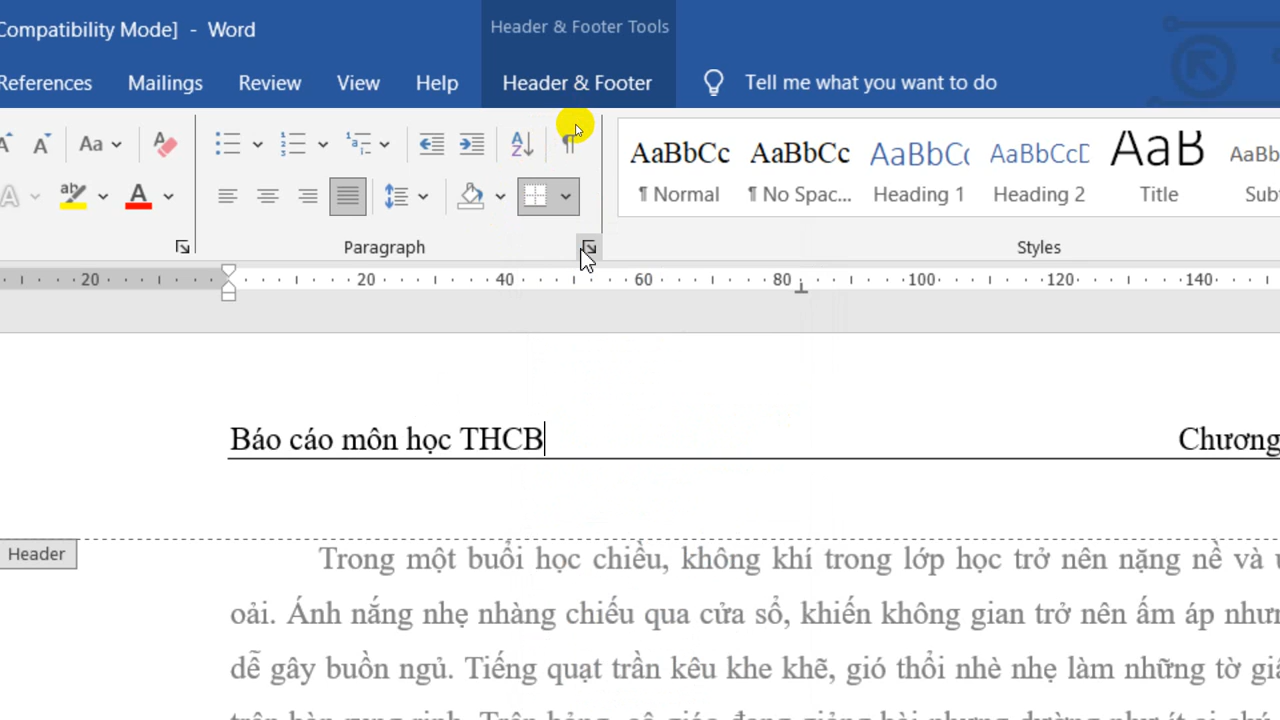 Compatibility Mode] - Word
Header & Footer Tools
References Mailings Review View Help Header & Footer Tell me what you want to do
Aa AaBbCc AaBbCc AaBbC AaBbCc AaB AaBb
A ¶ Normal ¶ No Spac... Heading 1 Heading 2 Title Sub
Paragraph Styles
20 20 40 60 80 100 120 140
Báo cáo môn học THCB Chương
Header
Trong một buổi học chiều, không khí trong lớp học trở nên nặng nề và
oải. Ánh nắng nhẹ nhàng chiếu qua cửa sổ, khiến không gian trở nên ấm áp
dễ gây buồn ngủ. Tiếng quạt trần kêu khe khẽ, gió thổi nhè nhẹ làm những tờ